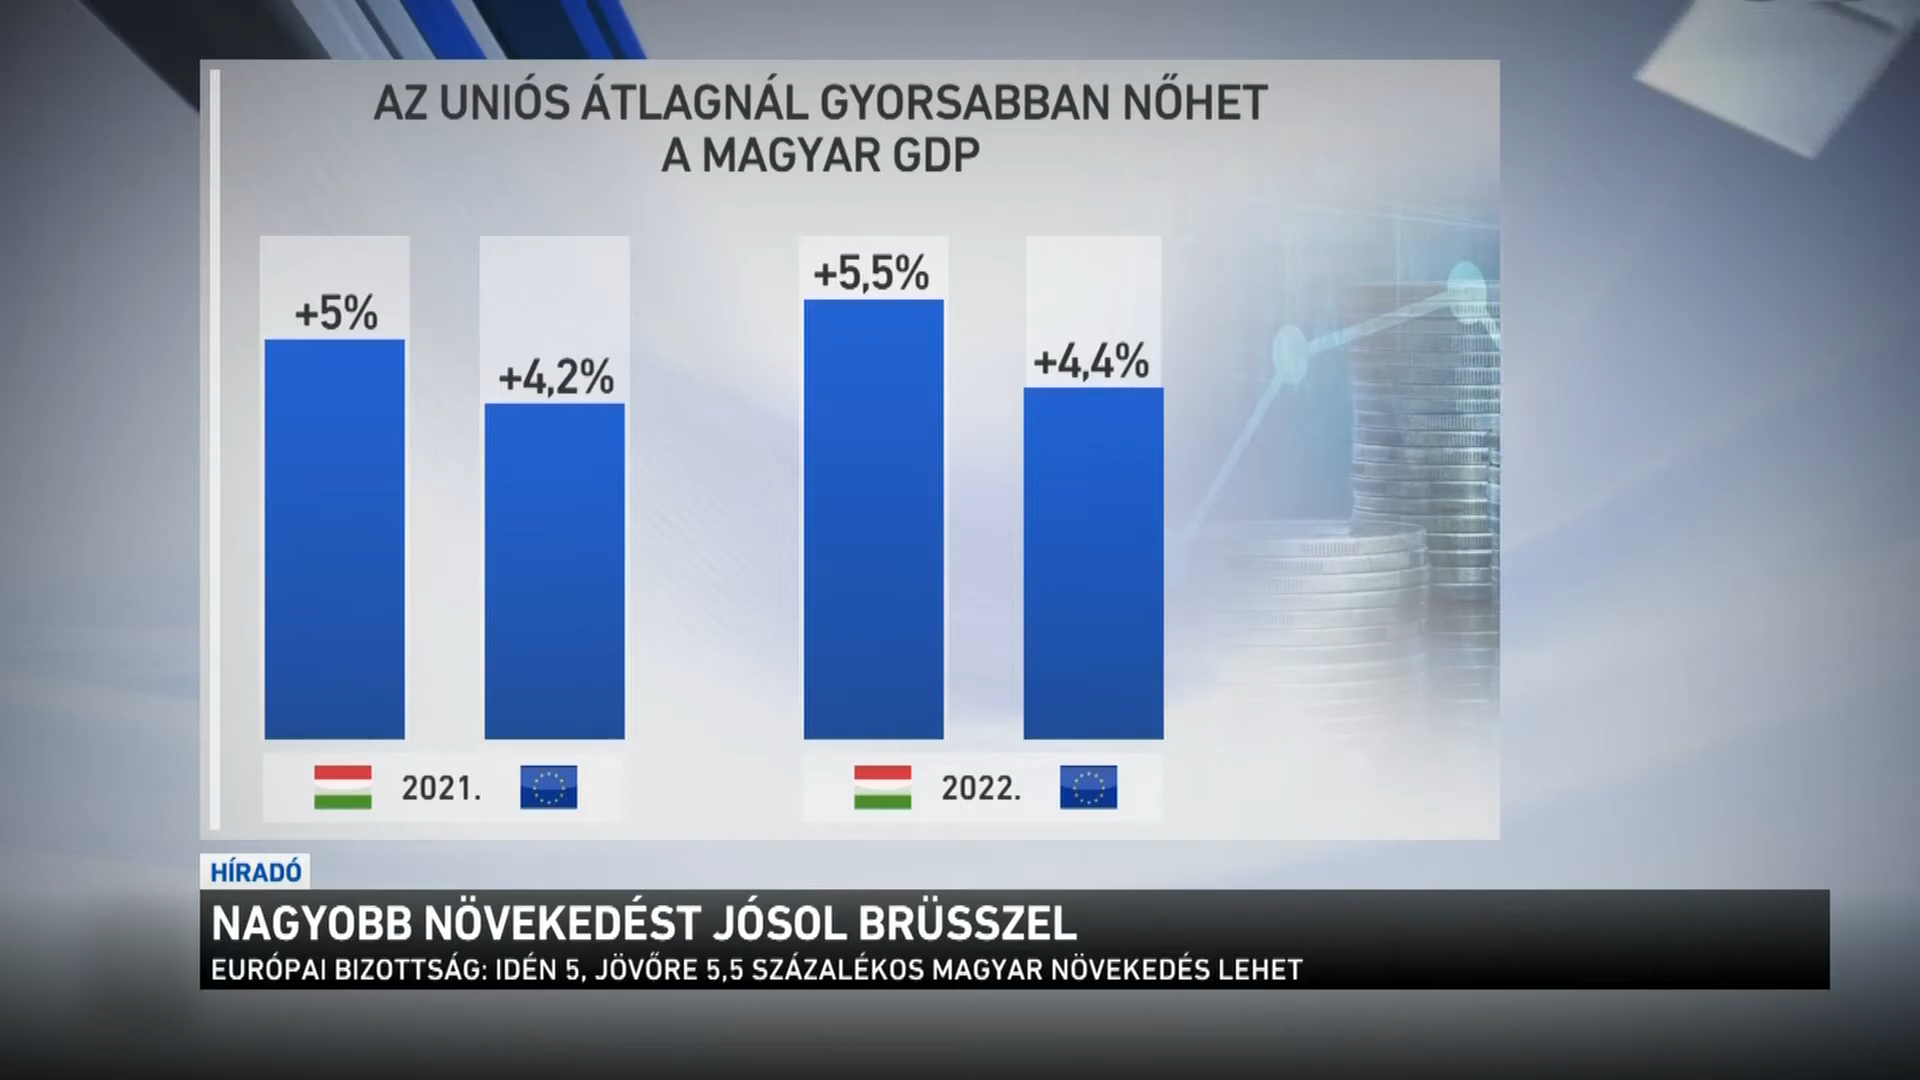 AZ UNIÓS ÁTLAGNÁL GYORSABBAN NŐHET
A MAGYAR GDP
+5%
+4,2%
+5,5%
+4,4%
2021.
2022.
HÍRADÓ
NAGYOBB NÖVEKEDÉST JÓSOL BRÜSSZEL
EURÓPAI BIZOTTSÁG: IDÉN 5, JÖVŐRE 5,5 SZÁZALÉKOS MAGYAR NÖVEKEDÉS LEHET